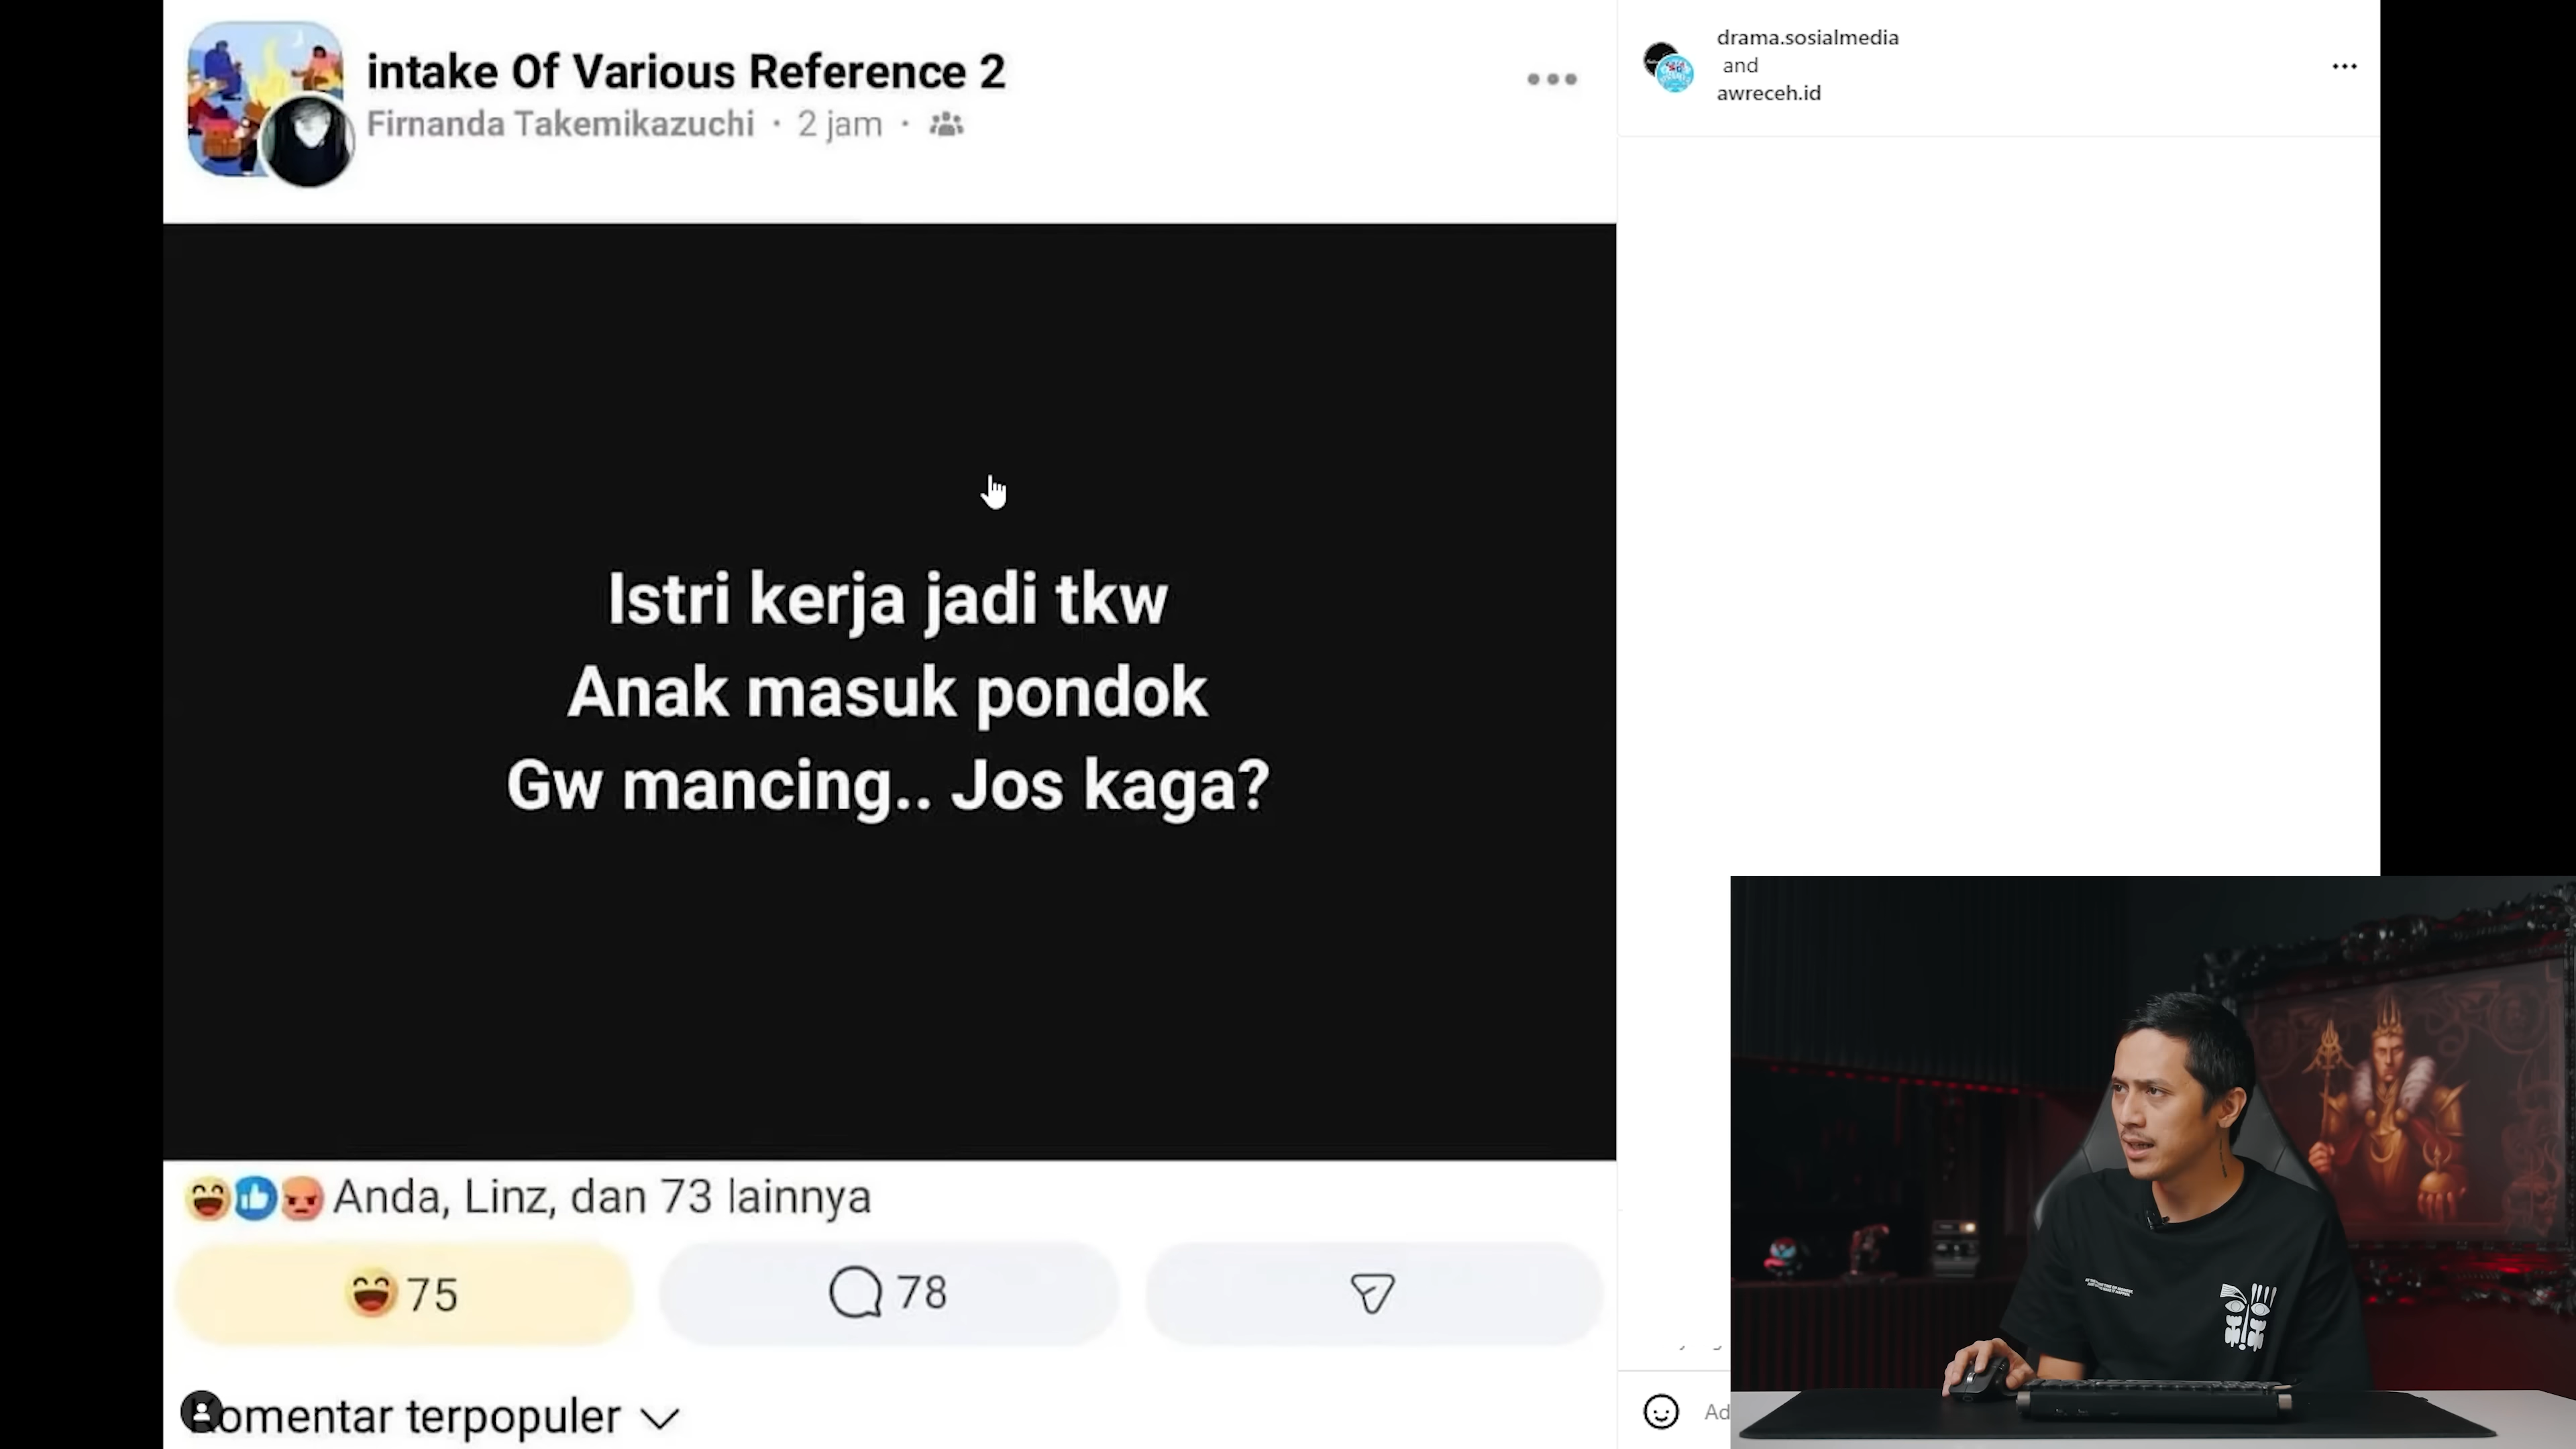 intake Of Various Reference 2
Firnanda Takemikazuchi · 2 jam ·
Istri kerja jadi tkw
Anak masuk pondok
Gw mancing.. Jos kaga?
Anda, Linz, dan 73 lainnya
75
78
omentar terpopuler
drama.sosialmedia
and
awreceh.id
Ad